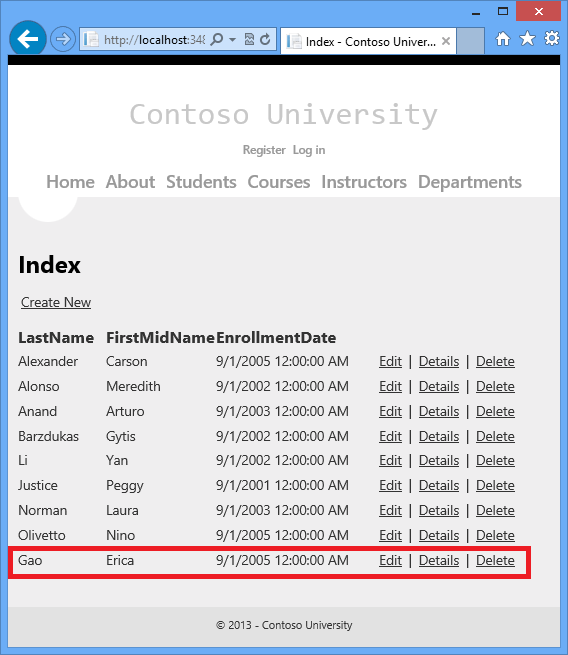 http://localhost:348
Index - Contoso Univer...
Contoso University
Register Log in
Home About Students Courses Instructors Departments
Index
Create New
LastName FirstMidName EnrollmentDate
Alexander Carson 9/1/2005 12:00:00 AM Edit | Details | Delete
Alonso Meredith 9/1/2002 12:00:00 AM Edit | Details | Delete
Anand Arturo 9/1/2003 12:00:00 AM Edit | Details | Delete
Barzdukas Gytis 9/1/2002 12:00:00 AM Edit | Details | Delete
Li Yan 9/1/2002 12:00:00 AM Edit | Details | Delete
Justice Peggy 9/1/2001 12:00:00 AM Edit | Details | Delete
Norman Laura 9/1/2003 12:00:00 AM Edit | Details | Delete
Olivetto Nino 9/1/2005 12:00:00 AM Edit | Details | Delete
Gao Erica 9/1/2005 12:00:00 AM Edit | Details | Delete
© 2013 - Contoso University